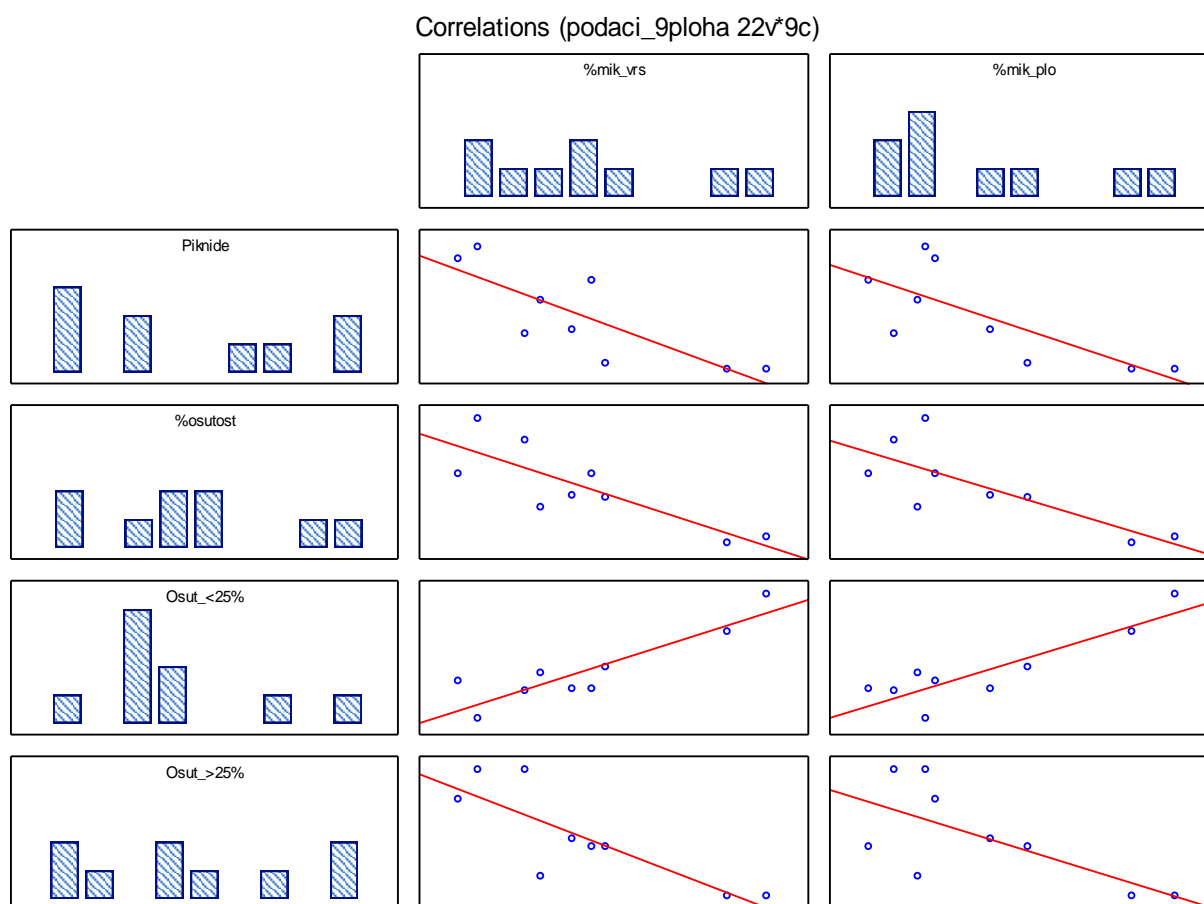 Correlations (podaci_9ploha 22v*9c)
%mik_vrs
%mik_plo
Piknide
%osutost
Osut_<25%
Osut_>25%